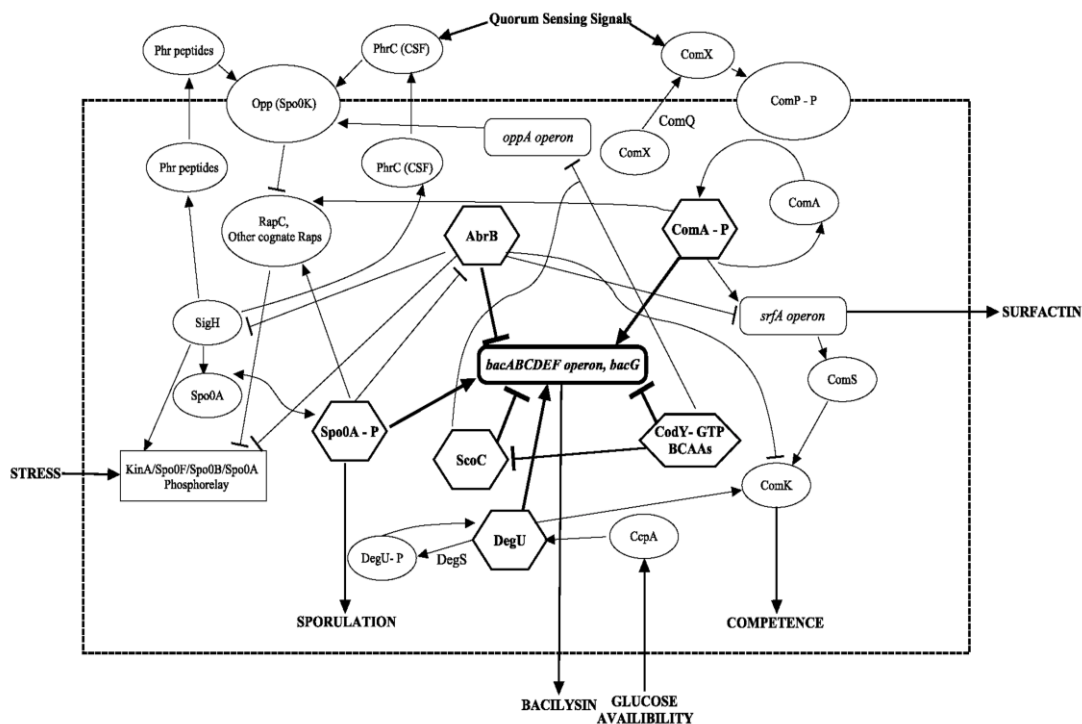 Quorum Sensing Signals
Phr peptides
PhrC (CSF)
ComX
Opp (Spo0K)
ComP - P
oppA operon
ComQ
ComX
Phr peptides
PhrC (CSF)
ComA
RapC,
Other cognate Raps
AbrB
ComA - P
SigH
srfA operon
SURFACTIN
bacABCDEF operon, bacG
Spo0A
ComS
Spo0A - P
CodY- GTP
BCAAs
ScoC
STRESS
KinA/Spo0F/Spo0B/Spo0A
Phosphorelay
ComK
DegU
CcpA
DegU- P
DegS
SPORULATION
COMPETENCE
BACILYSIN
GLUCOSE
AVAILIBILITY